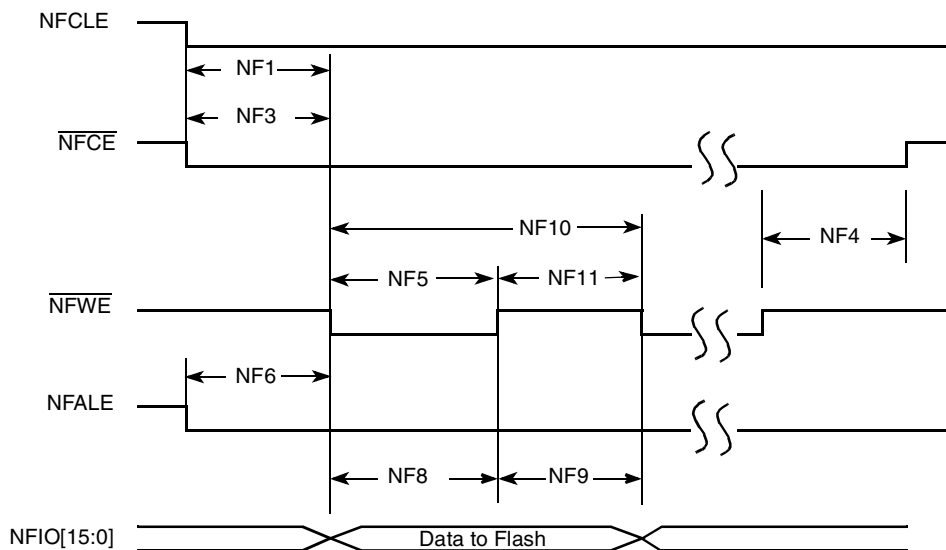 NFCLE
NF1
NF3
NFCE
NF10
NF4
NF5 NF11
NFWE
NF6
NFALE
NF8 NF9
NFIO[15:0] Data to Flash